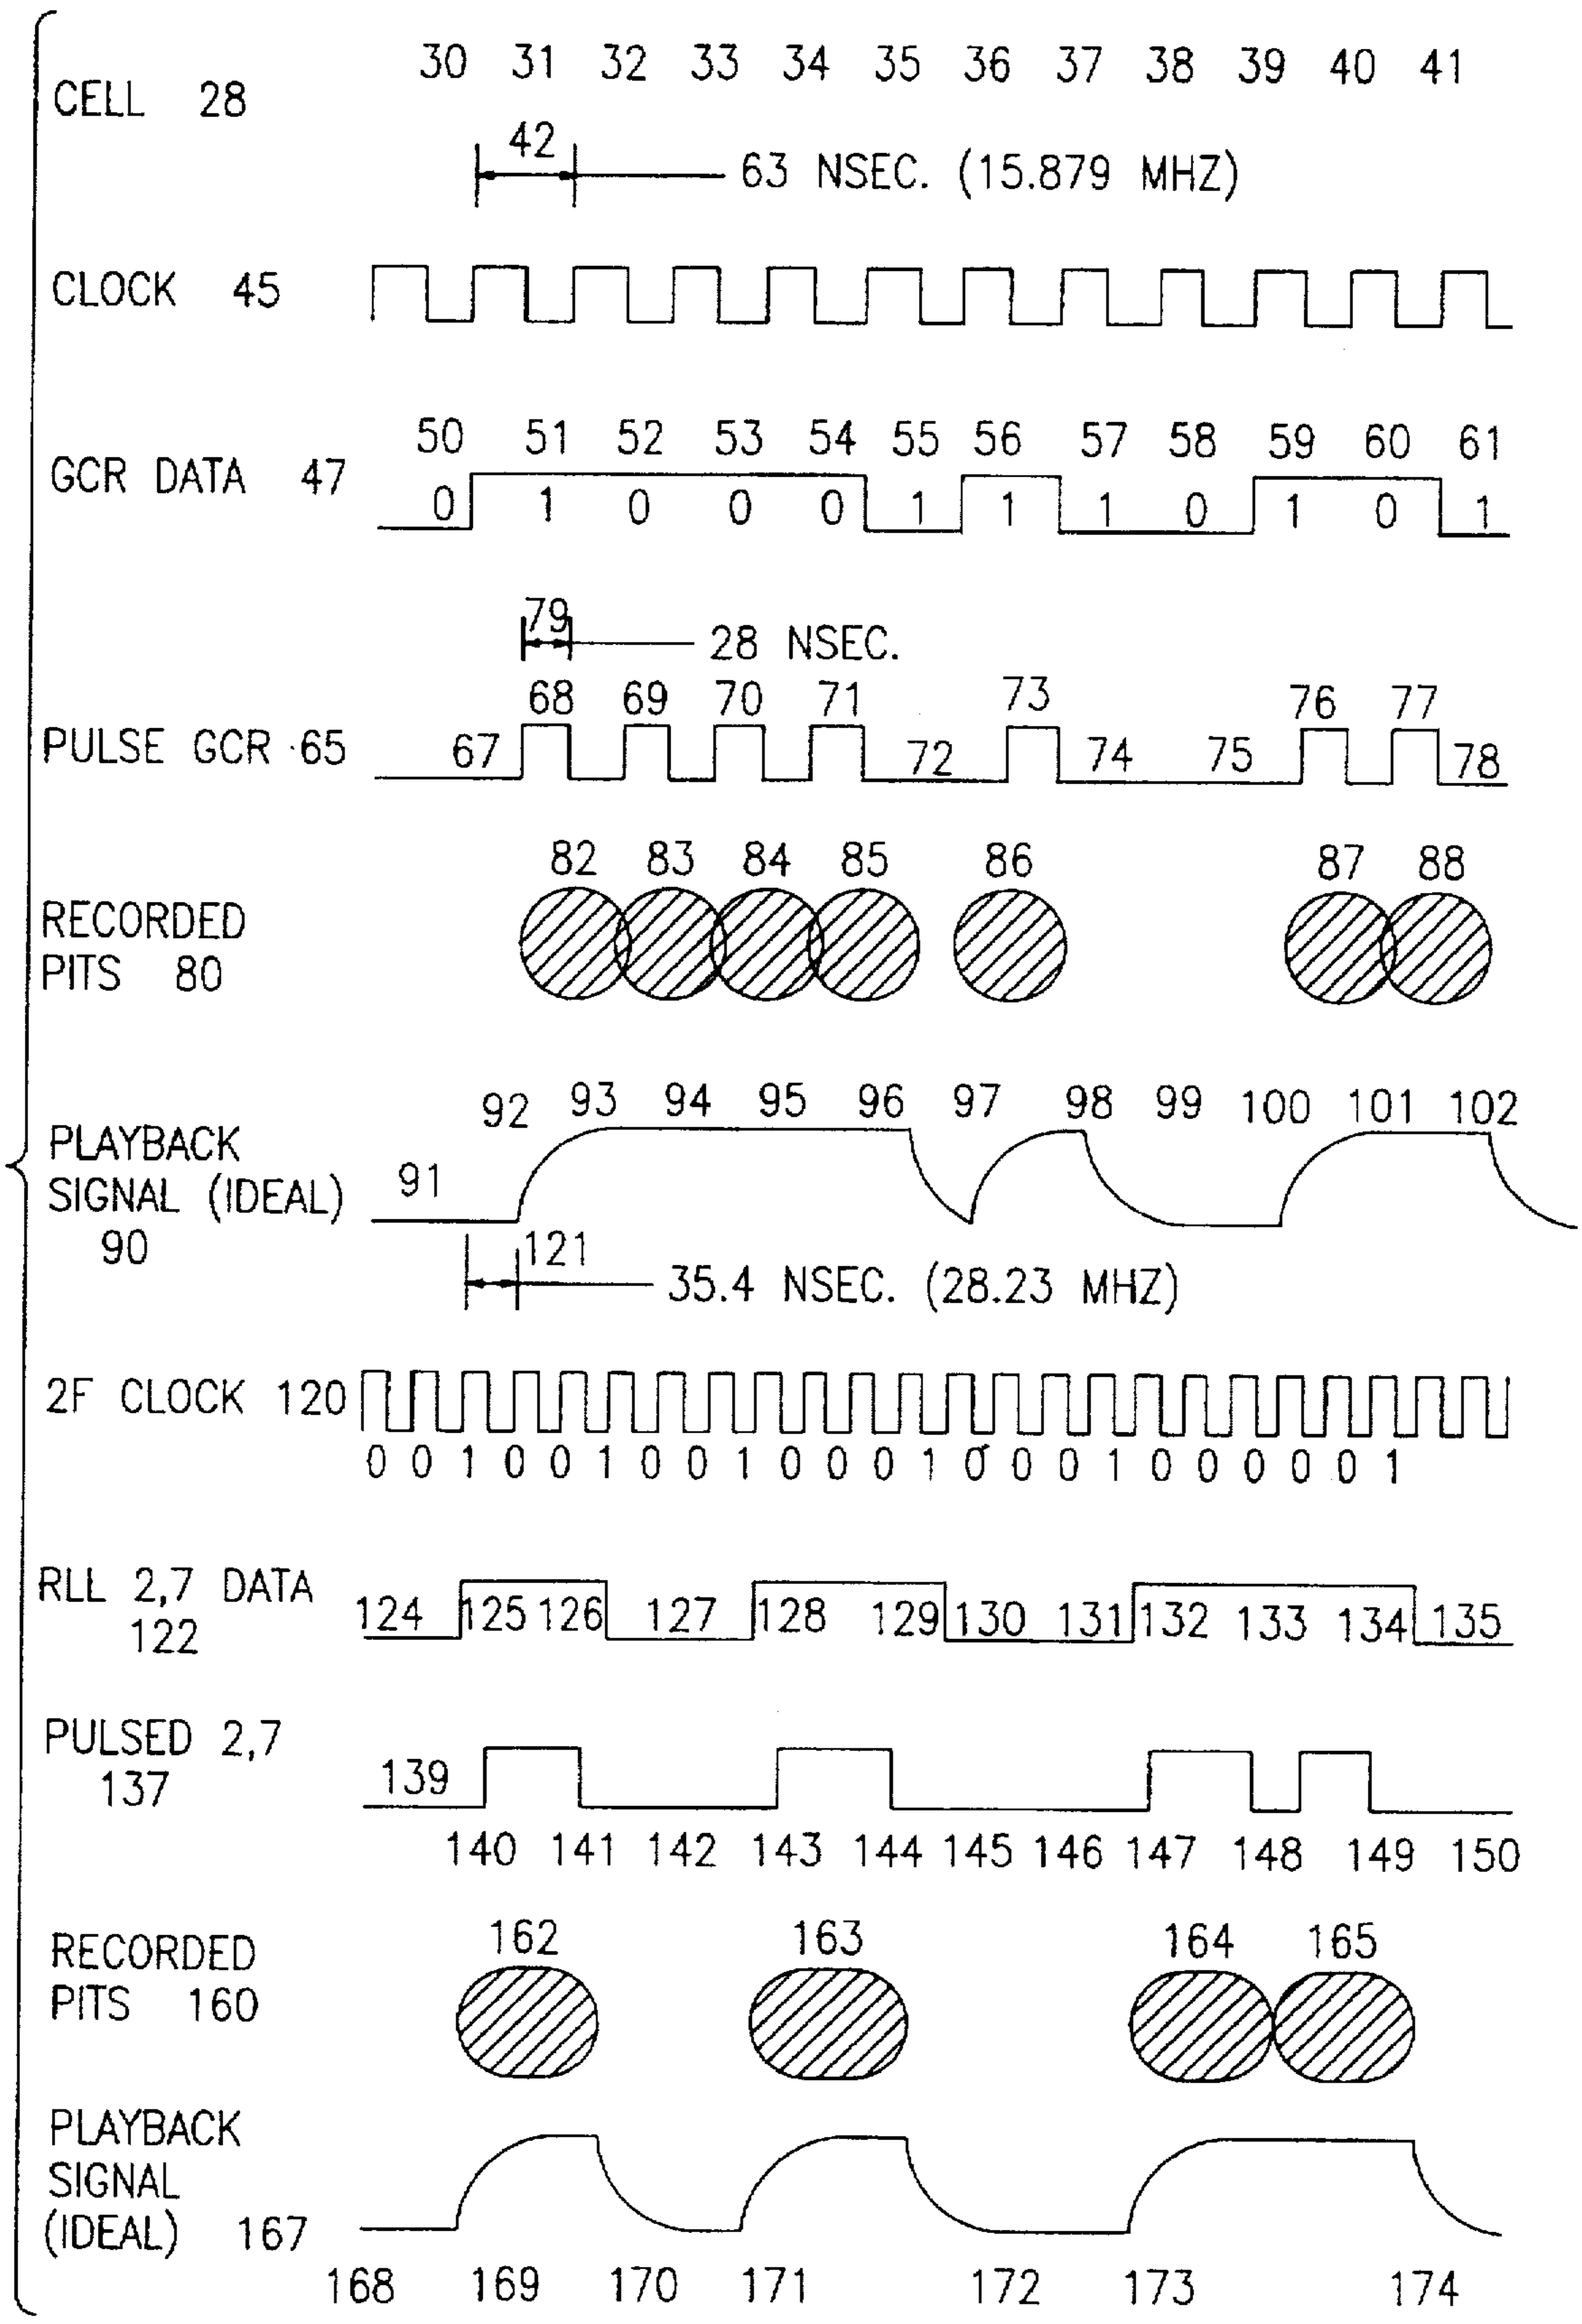 30 31 32 33 34 35 36 37 38 39 40 41
CELL 28
42
63 NSEC. (15.879 MHZ)
CLOCK 45
50 51 52 53 54 55 56 57 58 59 60 61
GCR DATA 47
0 1 0 0 0 1 1 1 0 1 0 1
79
28 NSEC.
68 69 70 71 73 76 77
PULSE GCR 65
67 72 74 75 78
82 83 84 85 86 87 88
RECORDED
PITS 80
92 93 94 95 96 97 98 99 100 101 102
PLAYBACK
SIGNAL (IDEAL)
90
91
121
35.4 NSEC. (28.23 MHZ)
2F CLOCK 120
0 0 1 0 0 1 0 0 1 0 0 0 1 0 0 0 1 0 0 0 0 0 1
RLL 2,7 DATA
122
124 125 126 127 128 129 130 131 132 133 134 135
PULSED 2,7
137
139
140 141 142 143 144 145 146 147 148 149 150
162 163 164 165
RECORDED
PITS 160
PLAYBACK
SIGNAL
(IDEAL) 167
168 169 170 171 172 173 174